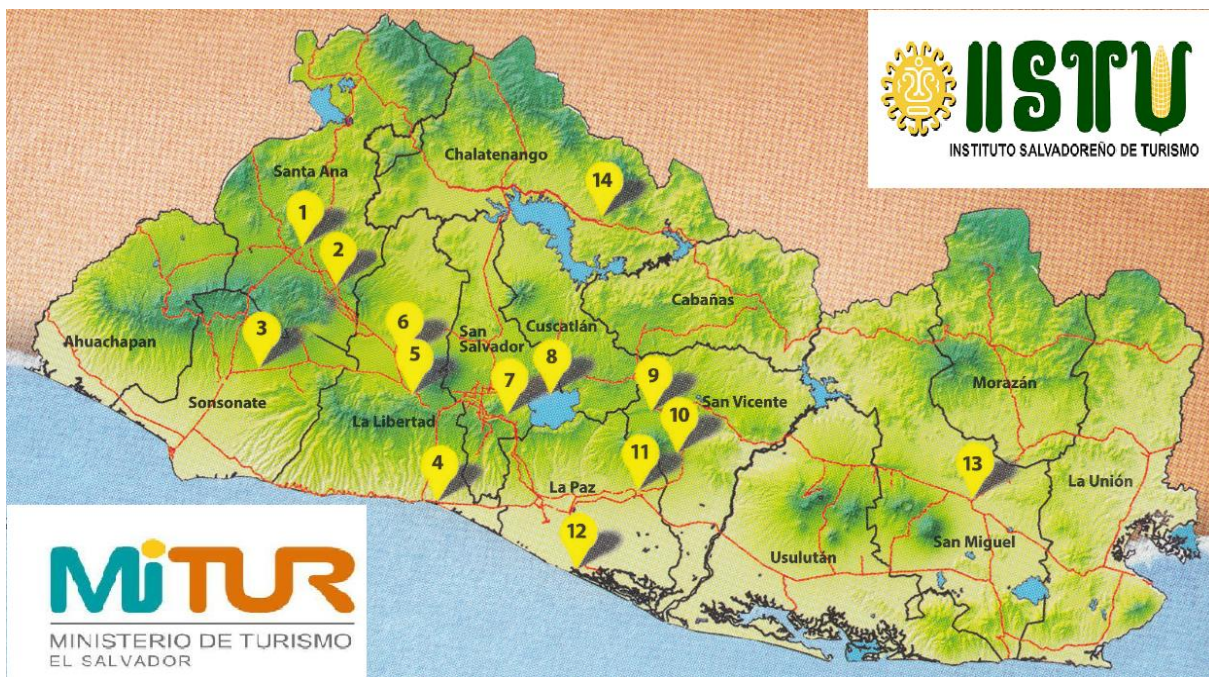 IISTU
INSTITUTO SALVADOREÑO DE TURISMO
Santa Ana
Chalatenango
14
1
2
Cabañas
3
6
San
Salvador
Cuscatlán
Ahuachapan
5
7
8
9
Morazán
Sonsonate
La Libertad
San Vicente
10
4
11
13
La Paz
La Unión
12
Usulután
San Miguel
MiTUR
MINISTERIO DE TURISMO
EL SALVADOR